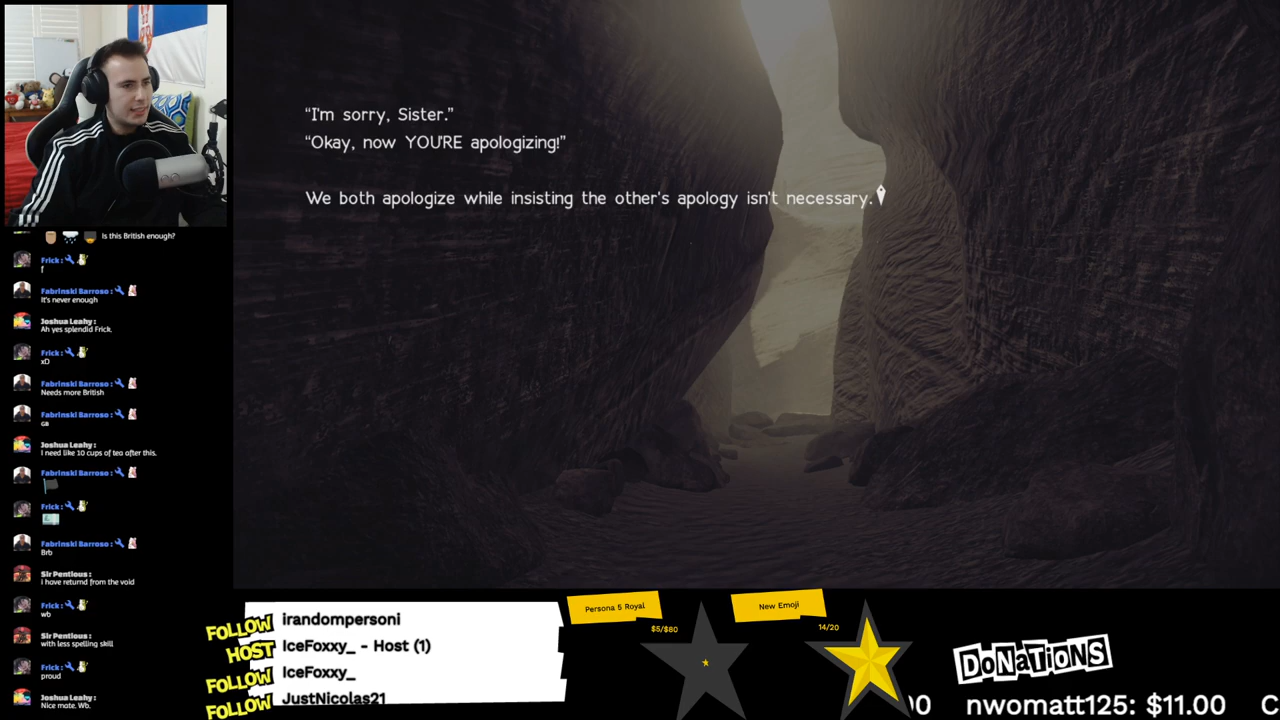 “I'm sorry, Sister.”
“Okay, now YOU'RE apologizing!”
We both apologize while insisting the other's apology isn't necessary.
Is this British enough?
Frick :
f
Fabrinski Barroso :
It's never enough
Joshua Leahy :
Ah yes splendid Frick.
Frick :
xD
Fabrinski Barroso :
Needs more British
Fabrinski Barroso :
Joshua Leahy :
I need like 10 cups of tea after this.
Fabrinski Barroso :
Frick :
Fabrinski Barroso :
Brb
Sir Pentious :
I have returnd from the void
Frick :
wb
Sir Pentious :
with less spelling skill
Frick :
proud
Joshua Leahy :
Nice mate. Wb.
FOLLOW irandompersoni
HOST IceFoxxy_ - Host (1)
FOLLOW IceFoxxy_
FOLLOW JustNicolas21
Persona 5 Royal
$5/$80
New Emoji
14/20
DoNaTiONS
00 nwomatt125: $11.00 C